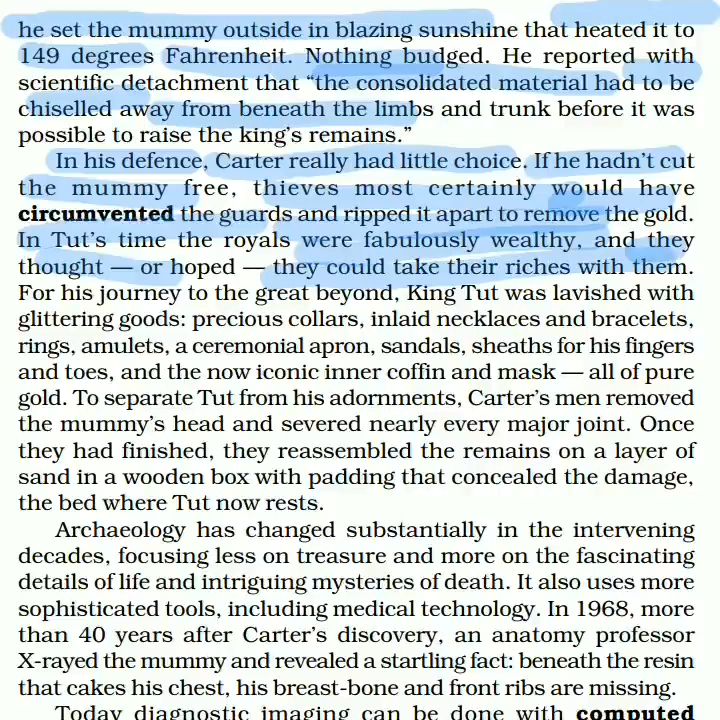 he set the mummy outside in blazing sunshine that heated it to
149 degrees Fahrenheit. Nothing budged. He reported with
scientific detachment that “the consolidated material had to be
chiselled away from beneath the limbs and trunk before it was
possible to raise the king’s remains.”
In his defence, Carter really had little choice. If he hadn’t cut
the mummy free, thieves most certainly would have
circumvented the guards and ripped it apart to remove the gold.
In Tut’s time the royals were fabulously wealthy, and they
thought — or hoped — they could take their riches with them.
For his journey to the great beyond, King Tut was lavished with
glittering goods: precious collars, inlaid necklaces and bracelets,
rings, amulets, a ceremonial apron, sandals, sheaths for his fingers
and toes, and the now iconic inner coffin and mask — all of pure
gold. To separate Tut from his adornments, Carter’s men removed
the mummy’s head and severed nearly every major joint. Once
they had finished, they reassembled the remains on a layer of
sand in a wooden box with padding that concealed the damage,
the bed where Tut now rests.
Archaeology has changed substantially in the intervening
decades, focusing less on treasure and more on the fascinating
details of life and intriguing mysteries of death. It also uses more
sophisticated tools, including medical technology. In 1968, more
than 40 years after Carter’s discovery, an anatomy professor
X-rayed the mummy and revealed a startling fact: beneath the resin
that cakes his chest, his breast-bone and front ribs are missing.
Today diagnostic imaging can be done with computed